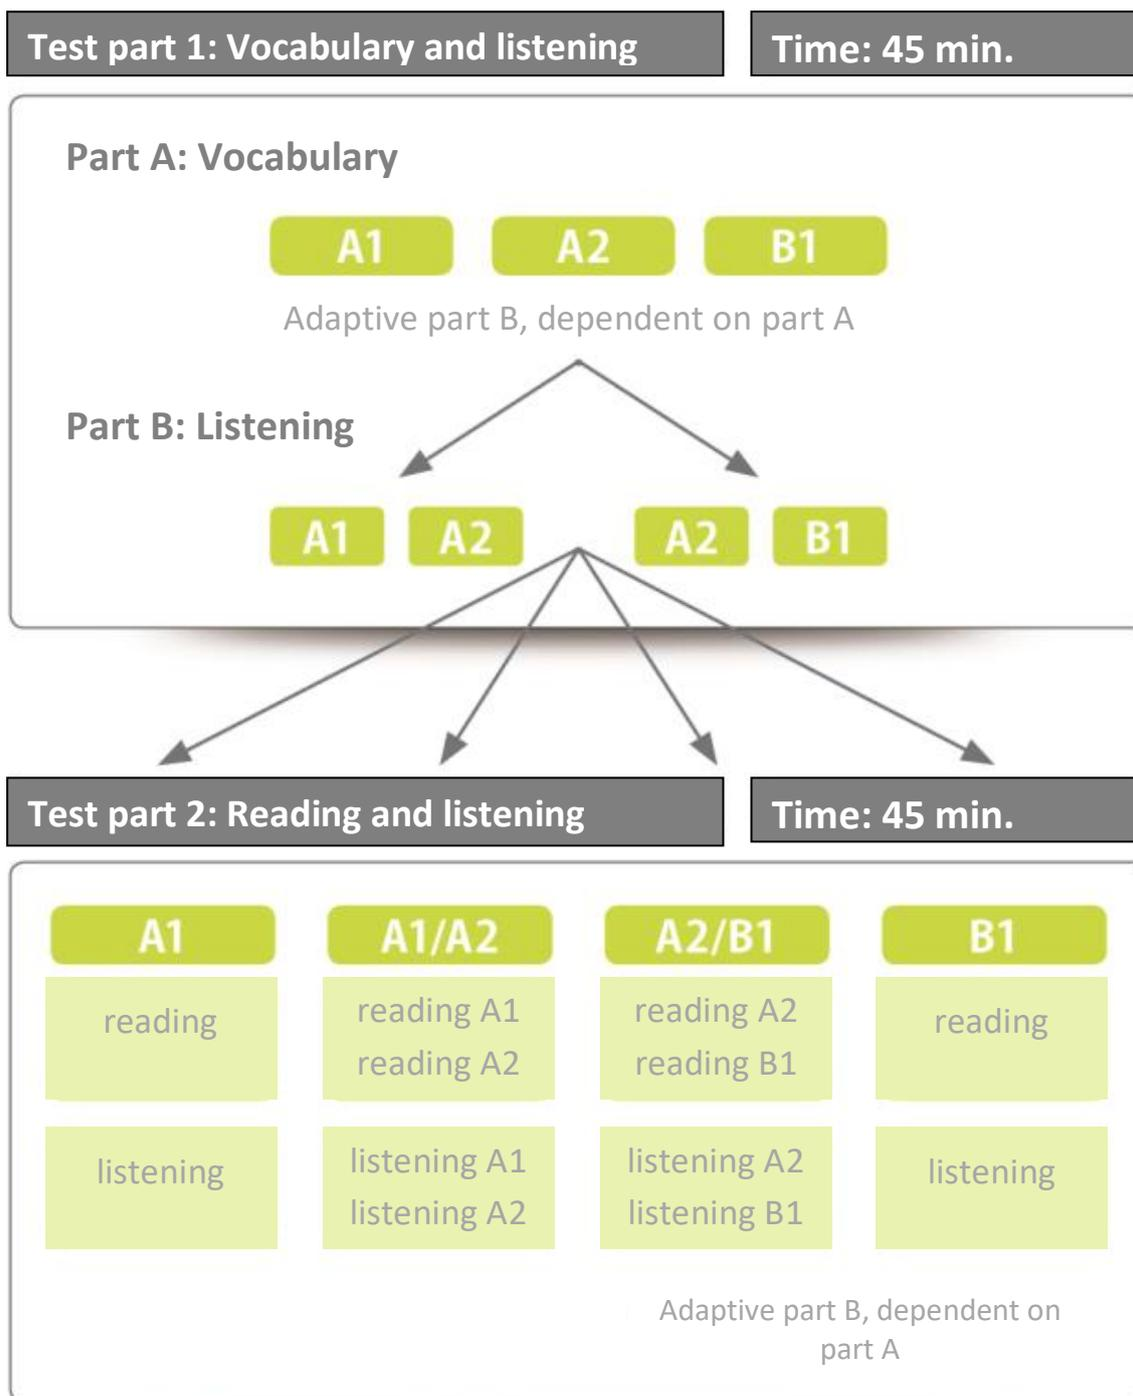 Test part 1: Vocabulary and listening
Time: 45 min.
Part A: Vocabulary
A1 A2 B1
Adaptive part B, dependent on part A
Part B: Listening
A1 A2 A2 B1
Test part 2: Reading and listening
Time: 45 min.
A1 A1/A2 A2/B1 B1
reading
reading A1
reading A2
reading A2
reading B1
reading
listening
listening A1
listening A2
listening A2
listening B1
listening
Adaptive part B, dependent on
part A